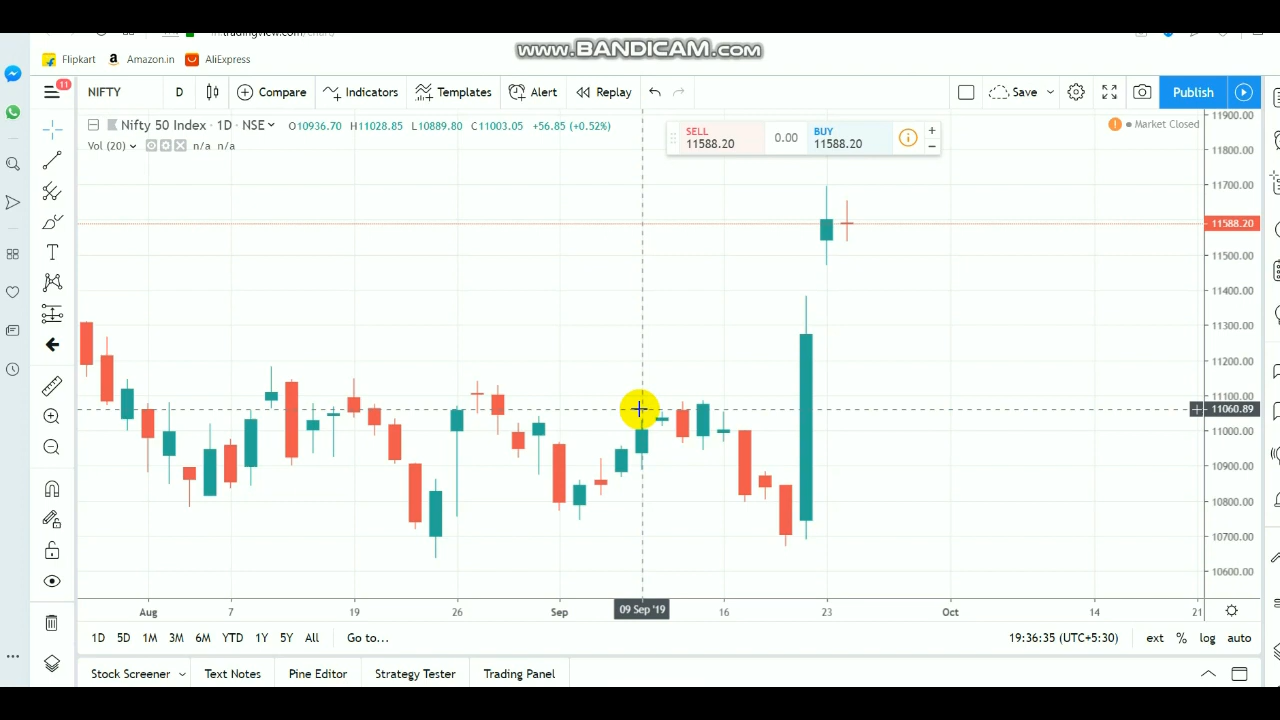 www.BANDICAM.com
Flipkart Amazon.in AliExpress
11 NIFTY D Compare Indicators Templates Alert Replay Save Publish
Nifty 50 Index · 1D · NSE O10936.70 H11028.85 L10889.80 C11003.05 +56.85 (+0.52%)
Vol (20) n/a n/a
SELL
11588.20
0.00
BUY
11588.20
+
−
Market Closed
11900.00
11800.00
11700.00
11588.20
11500.00
11400.00
11300.00
11200.00
11100.00
11060.89
11000.00
10900.00
10800.00
10700.00
10600.00
Aug 7 19 26 Sep 09 Sep '19 16 23 Oct 14 21
1D 5D 1M 3M 6M YTD 1Y 5Y All Go to... 19:36:35 (UTC+5:30) ext % log auto
Stock Screener Text Notes Pine Editor Strategy Tester Trading Panel